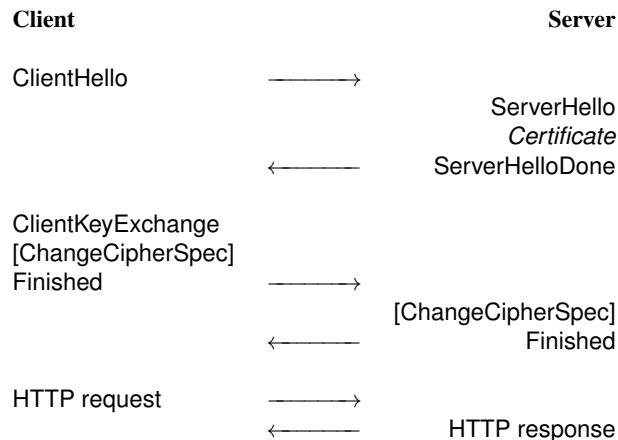 Client Server
ClientHello
ServerHello
Certificate
ServerHelloDone
ClientKeyExchange
[ChangeCipherSpec]
Finished
[ChangeCipherSpec]
Finished
HTTP request
HTTP response